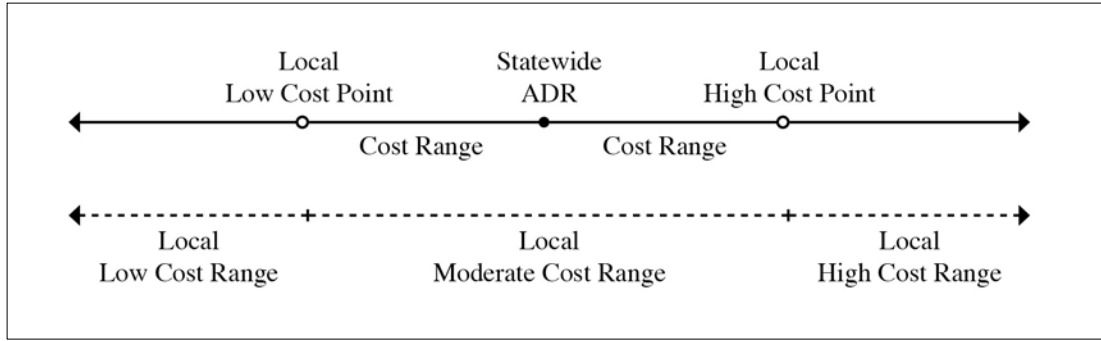 Local
Low Cost Point
Statewide
ADR
Local
High Cost Point
Cost Range
Cost Range
Local
Low Cost Range
Local
Moderate Cost Range
Local
High Cost Range